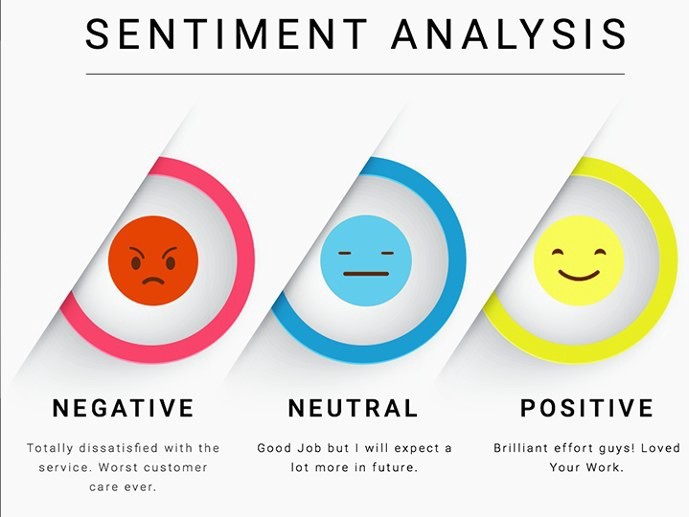 SENTIMENT ANALYSIS
NEGATIVE
Totally dissatisfied with the
service. Worst customer
care ever.
NEUTRAL
Good Job but I will expect a
lot more in future.
POSITIVE
Brilliant effort guys! Loved
Your Work.